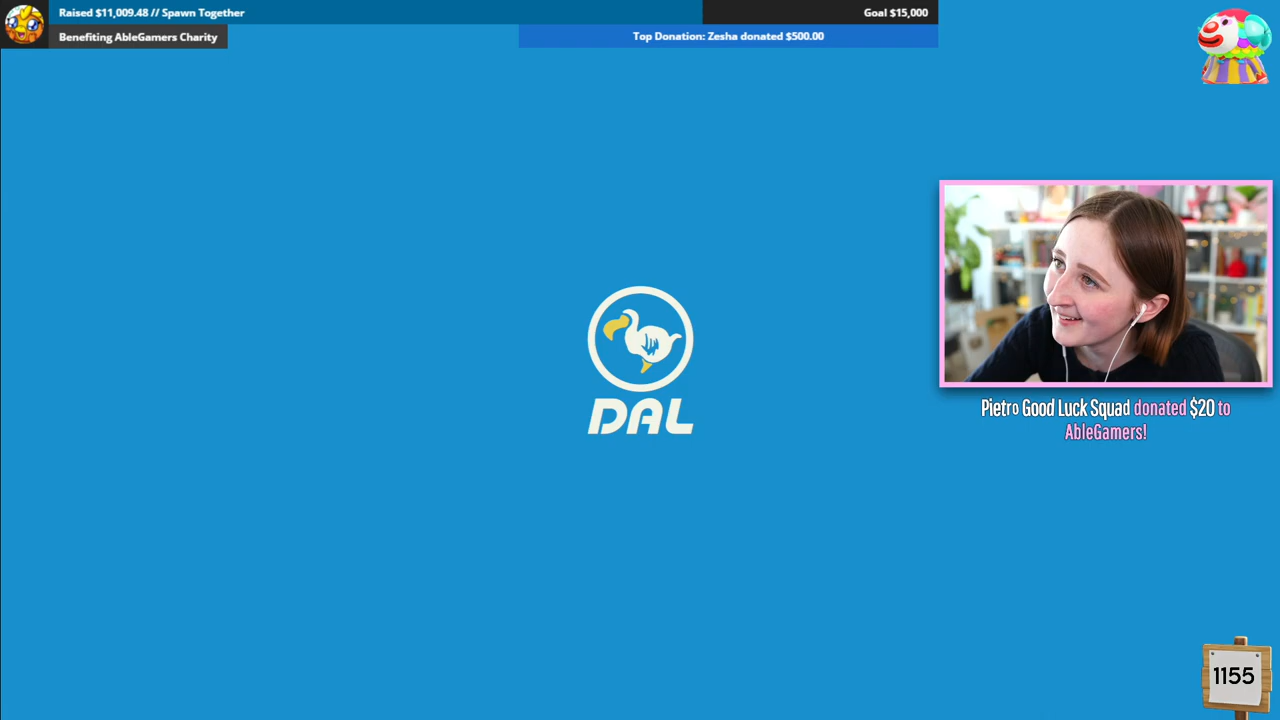 Raised $11,009.48 // Spawn Together
Goal $15,000
Benefiting AbleGamers Charity
Top Donation: Zesha donated $500.00
DAL
Pietro Good Luck Squad donated $20 to
AbleGamers!
1155